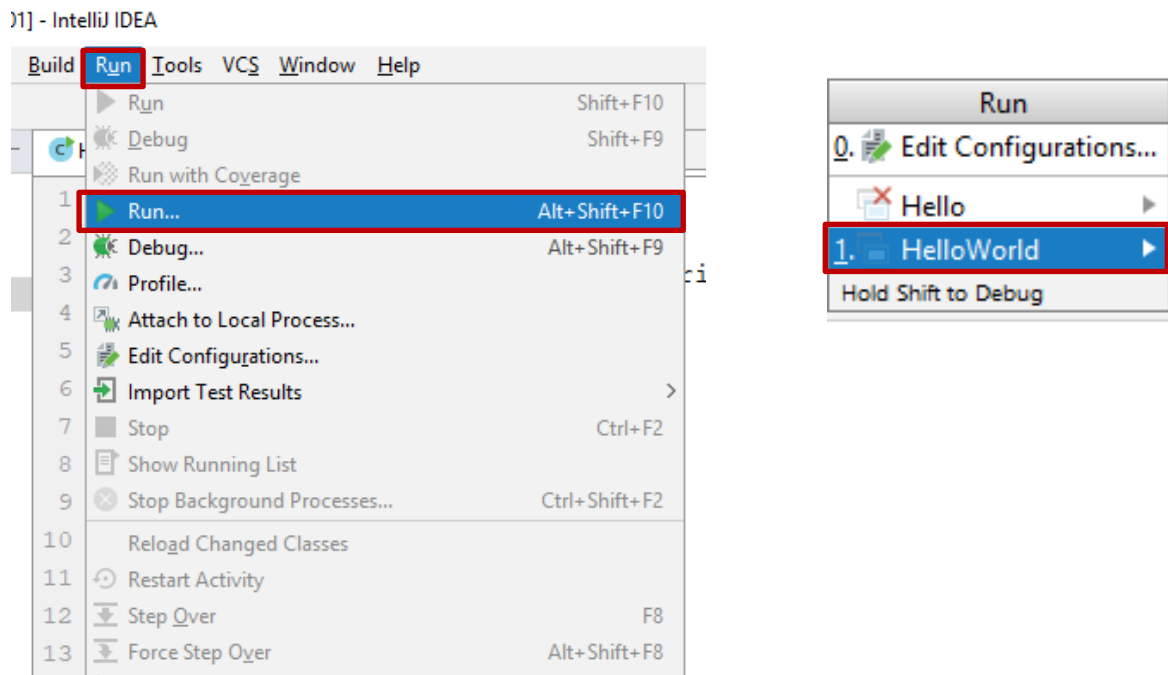 01] - IntelliJ IDEA
Build Run Tools VCS Window Help
Run Shift+F10
Debug Shift+F9
Run with Coverage
1 Run... Alt+Shift+F10
2 Debug... Alt+Shift+F9
3 Profile... ri
4 Attach to Local Process...
5 Edit Configurations...
6 Import Test Results
7 Stop Ctrl+F2
8 Show Running List
9 Stop Background Processes... Ctrl+Shift+F2
10 Reload Changed Classes
11 Restart Activity
12 Step Over F8
13 Force Step Over Alt+Shift+F8
Run
0. Edit Configurations...
Hello
1. HelloWorld
Hold Shift to Debug